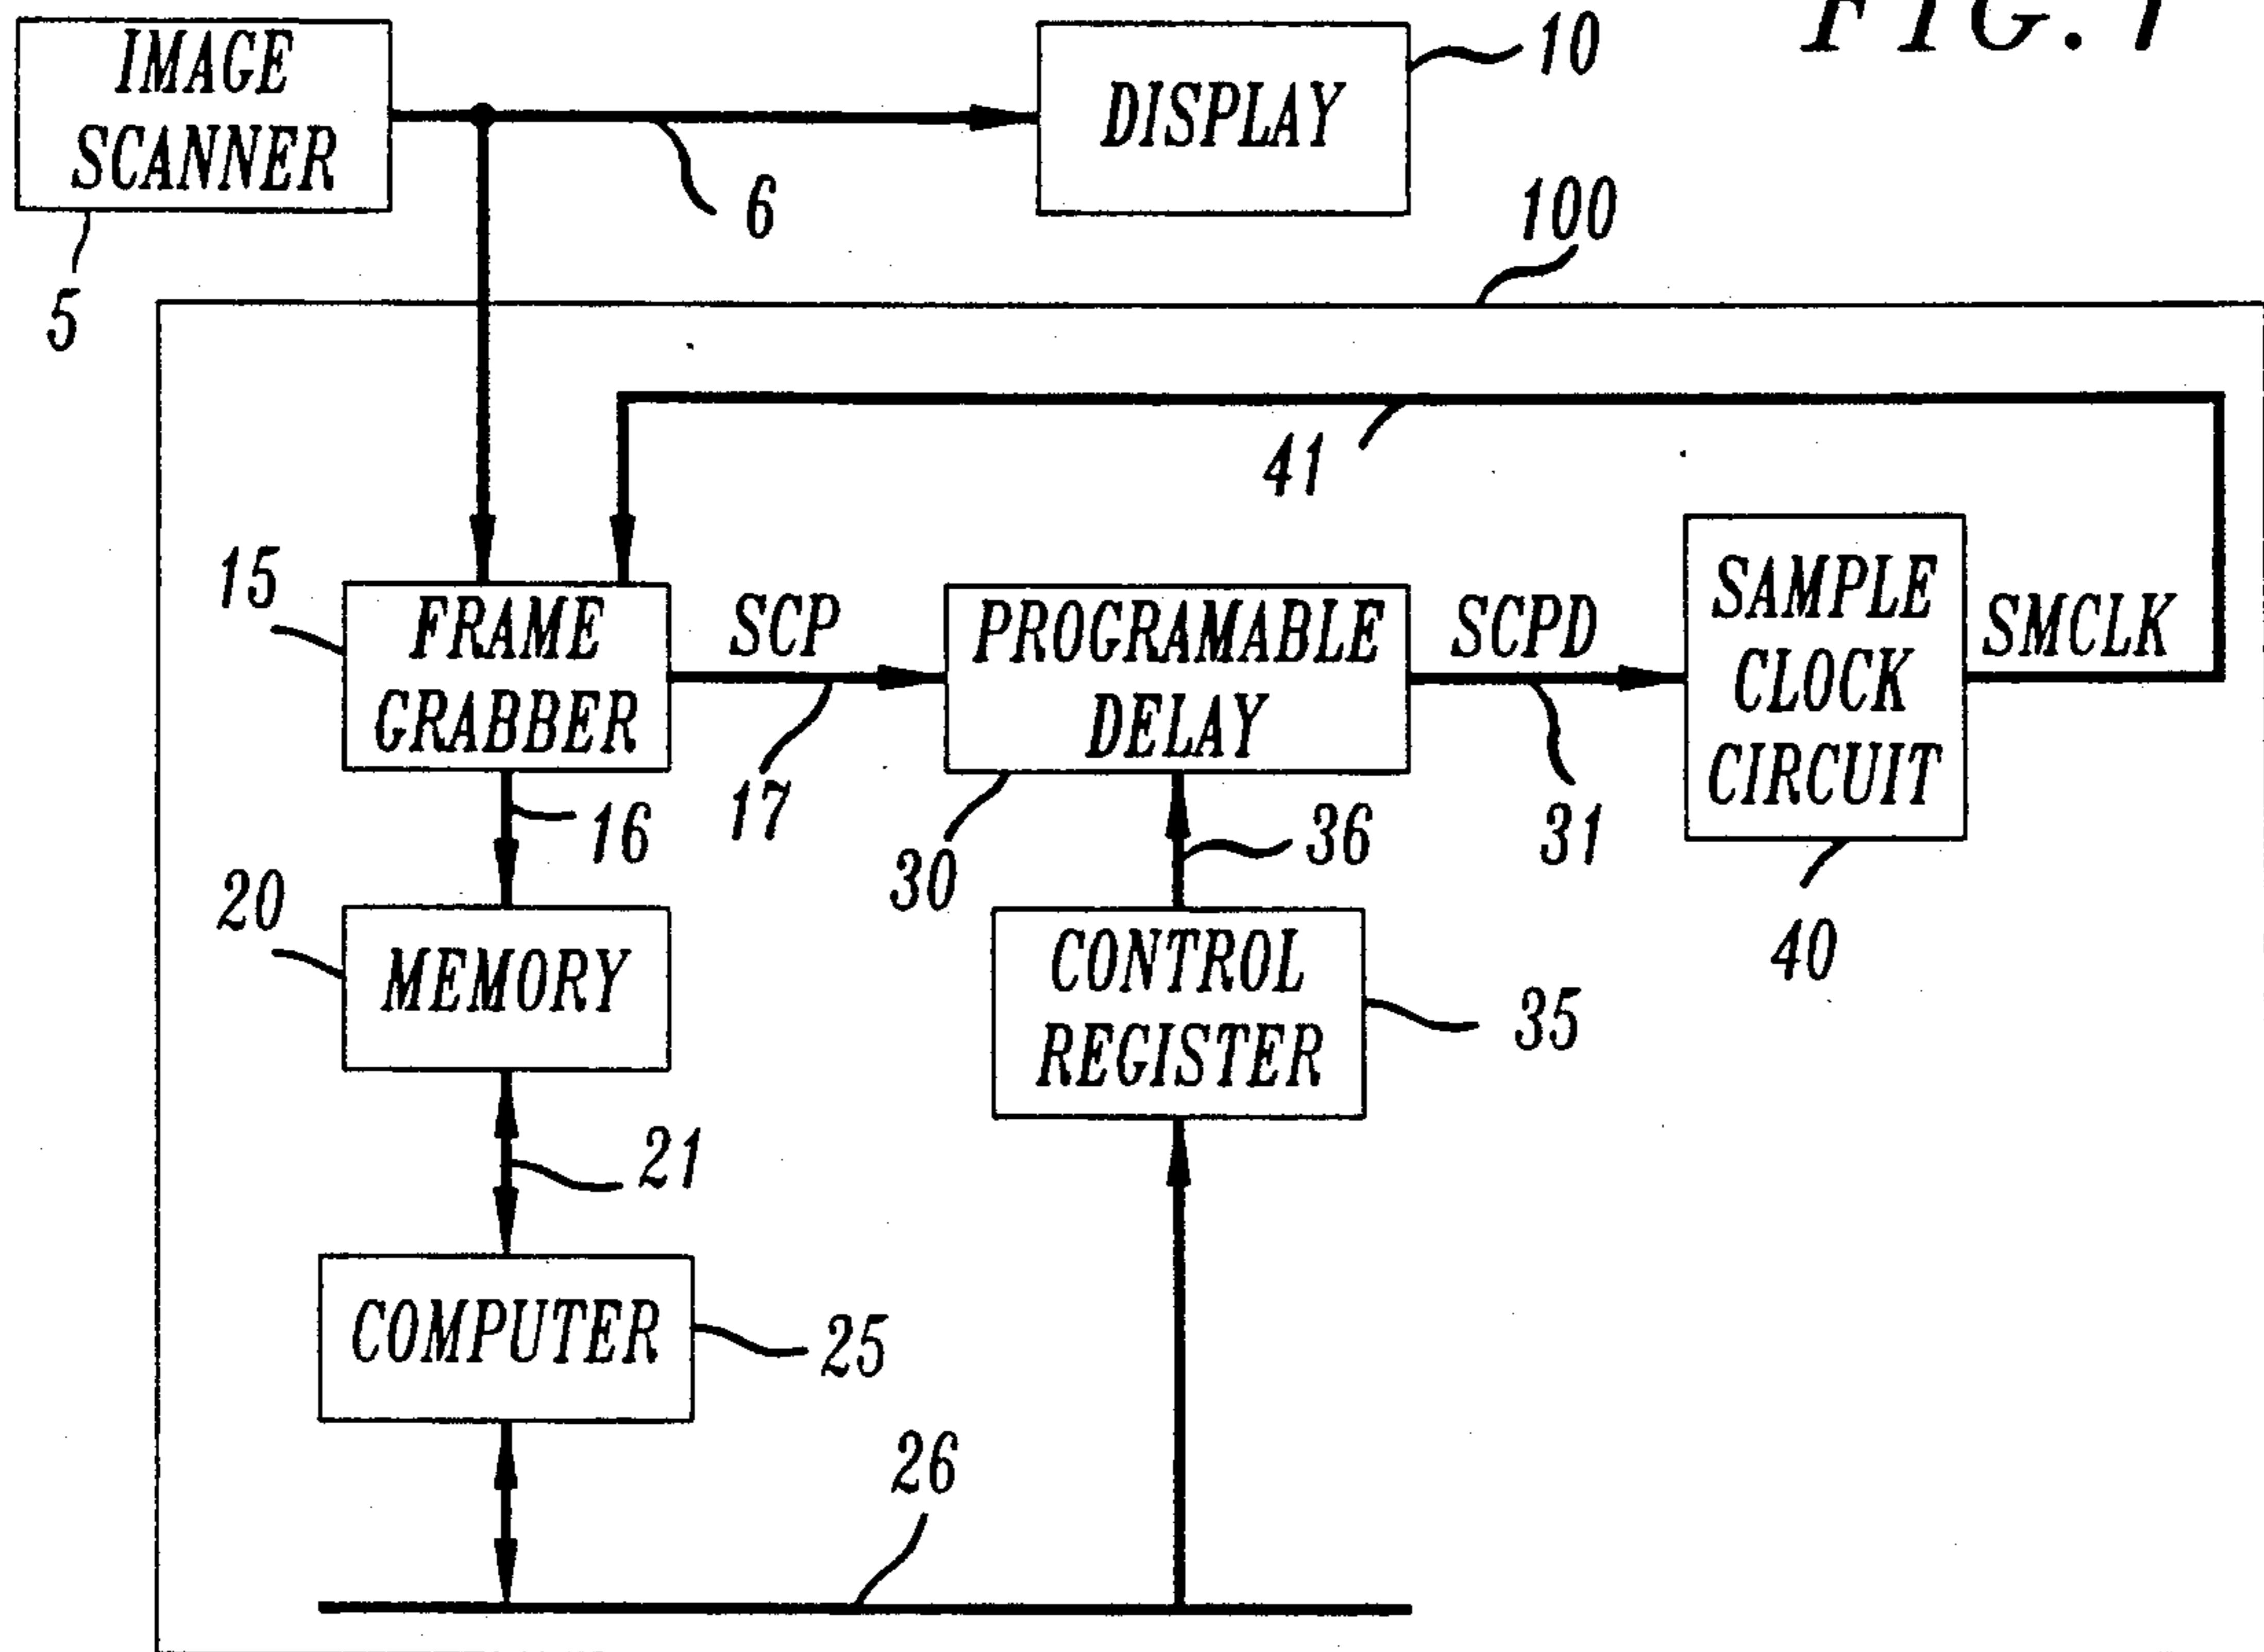 FIG. 1
IMAGE
SCANNER
5
6
DISPLAY
10
100
41
15
FRAME
GRABBER
SCP
17
PROGRAMABLE
DELAY
30
SCPD
31
SAMPLE
CLOCK
CIRCUIT
40
SMCLK
16
36
20
MEMORY
CONTROL
REGISTER
35
21
COMPUTER
25
26